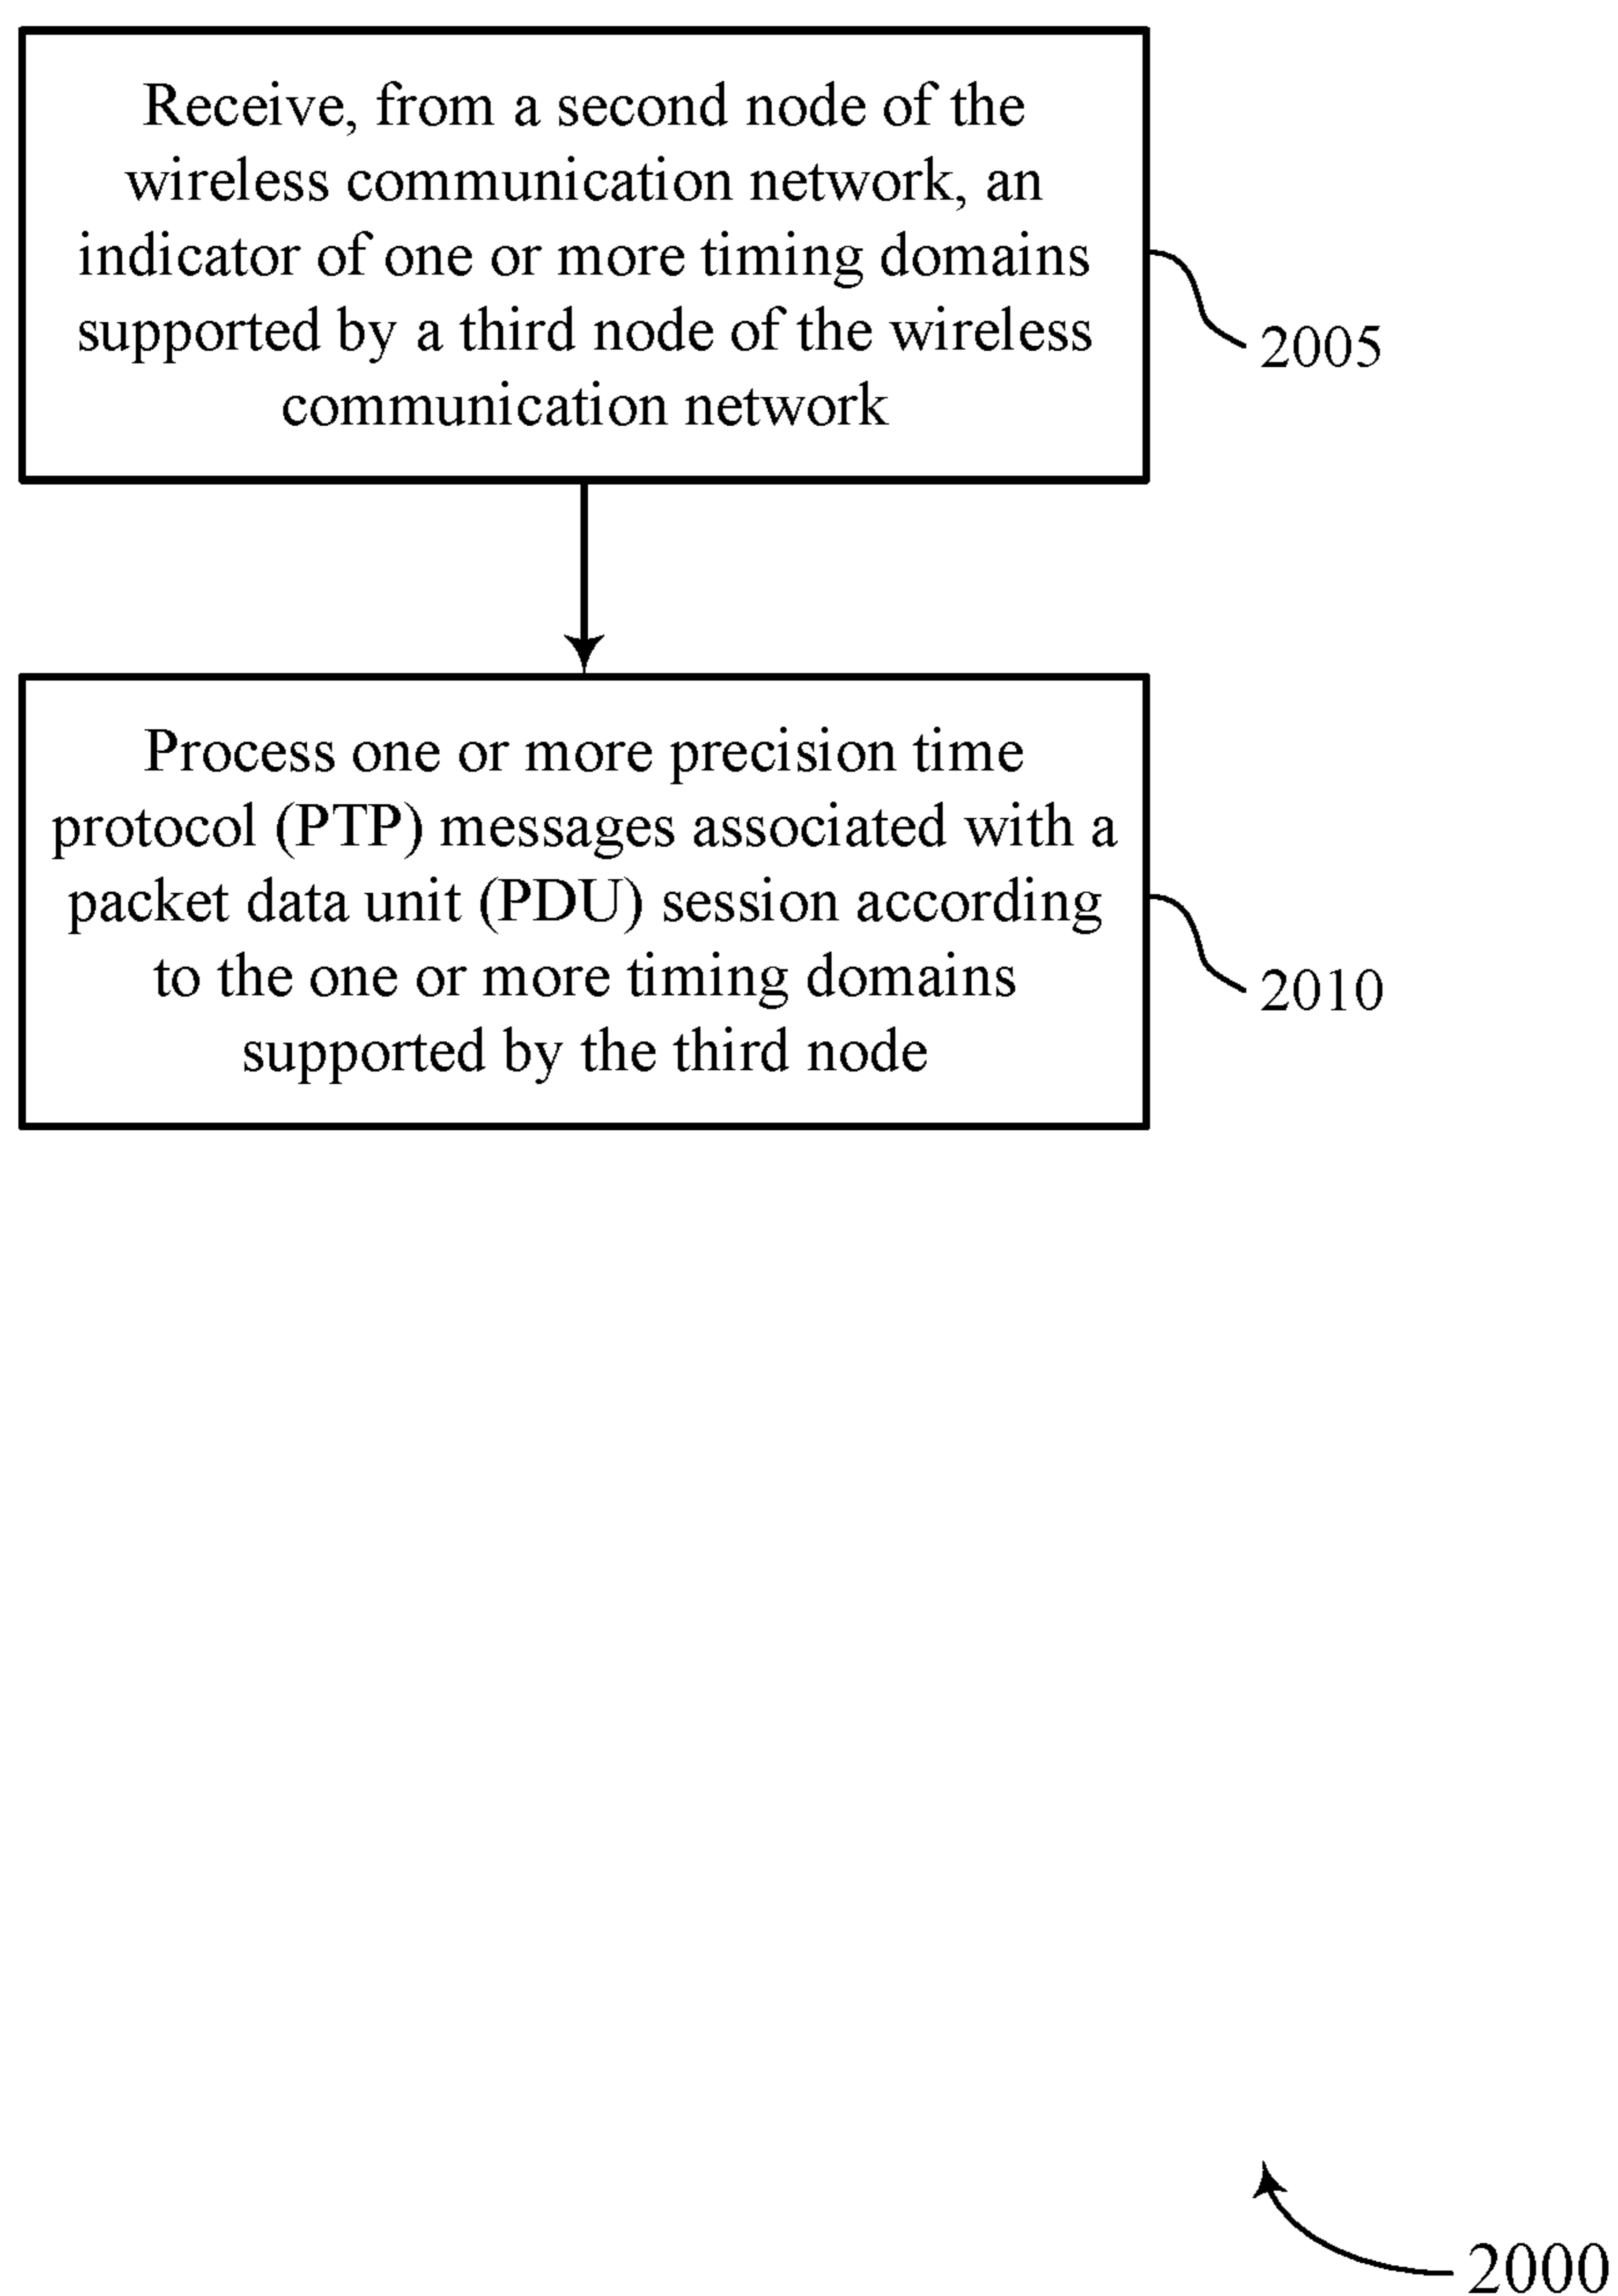 Receive, from a second node of the
wireless communication network, an
indicator of one or more timing domains
supported by a third node of the wireless
communication network
2005
Process one or more precision time
protocol (PTP) messages associated with a
packet data unit (PDU) session according
to the one or more timing domains
supported by the third node
2010
2000